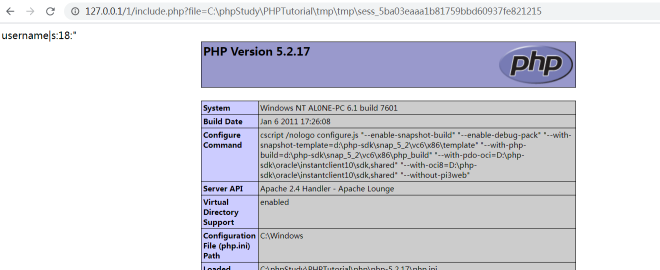 127.0.0.1/1/include.php?file=C:\phpStudy\PHPTutorial\tmp\tmp\sess_5ba03eaaa1b81759bbd60937fe821215
username|s:18:"
PHP Version 5.2.17
php
System Windows NT AL0NE-PC 6.1 build 7601
Build Date Jan 6 2011 17:26:08
Configure Command cscript /nologo configure.js "--enable-snapshot-build" "--enable-debug-pack" "--with-
snapshot-template=d:\php-sdk\snap_5_2\vc6\x86\template" "--with-php-
build=d:\php-sdk\snap_5_2\vc6\x86\php_build" "--with-pdo-oci=D:\php-
sdk\oracle\instantclient10\sdk,shared" "--with-oci8=D:\php-
sdk\oracle\instantclient10\sdk,shared" "--without-pi3web"
Server API Apache 2.4 Handler - Apache Lounge
Virtual Directory Support enabled
Configuration File (php.ini) Path C:\Windows
Loaded C:\phpStudy\PHPTutorial\php\php-5.2.17\php.ini